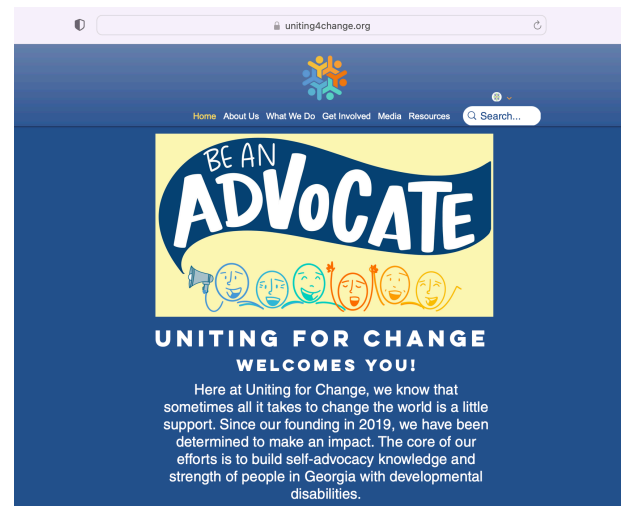 uniting4change.org
Home About Us What We Do Get Involved Media Resources Search...
BE AN
ADVOCATE
UNITING FOR CHANGE
WELCOMES YOU!
Here at Uniting for Change, we know that
sometimes all it takes to change the world is a little
support. Since our founding in 2019, we have been
determined to make an impact. The core of our
efforts is to build self-advocacy knowledge and
strength of people in Georgia with developmental
disabilities.